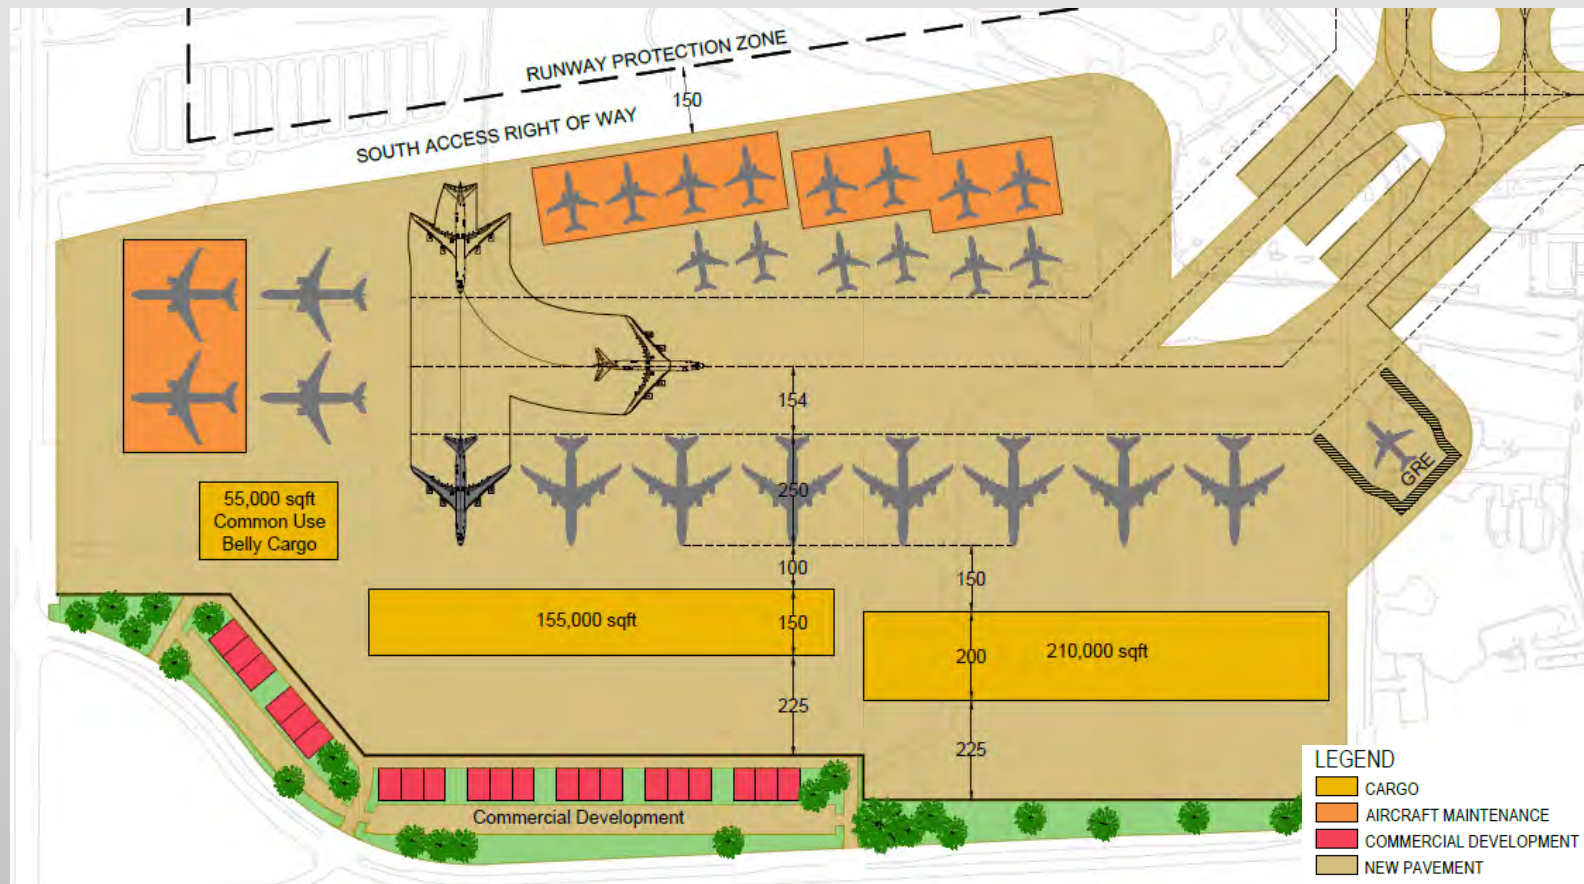 RUNWAY PROTECTION ZONE
150
SOUTH ACCESS RIGHT OF WAY
154
250
GRE
55,000 sqft
Common Use
Belly Cargo
100
150
155,000 sqft
150
200
210,000 sqft
225
225
Commercial Development
LEGEND
CARGO
AIRCRAFT MAINTENANCE
COMMERCIAL DEVELOPMENT
NEW PAVEMENT